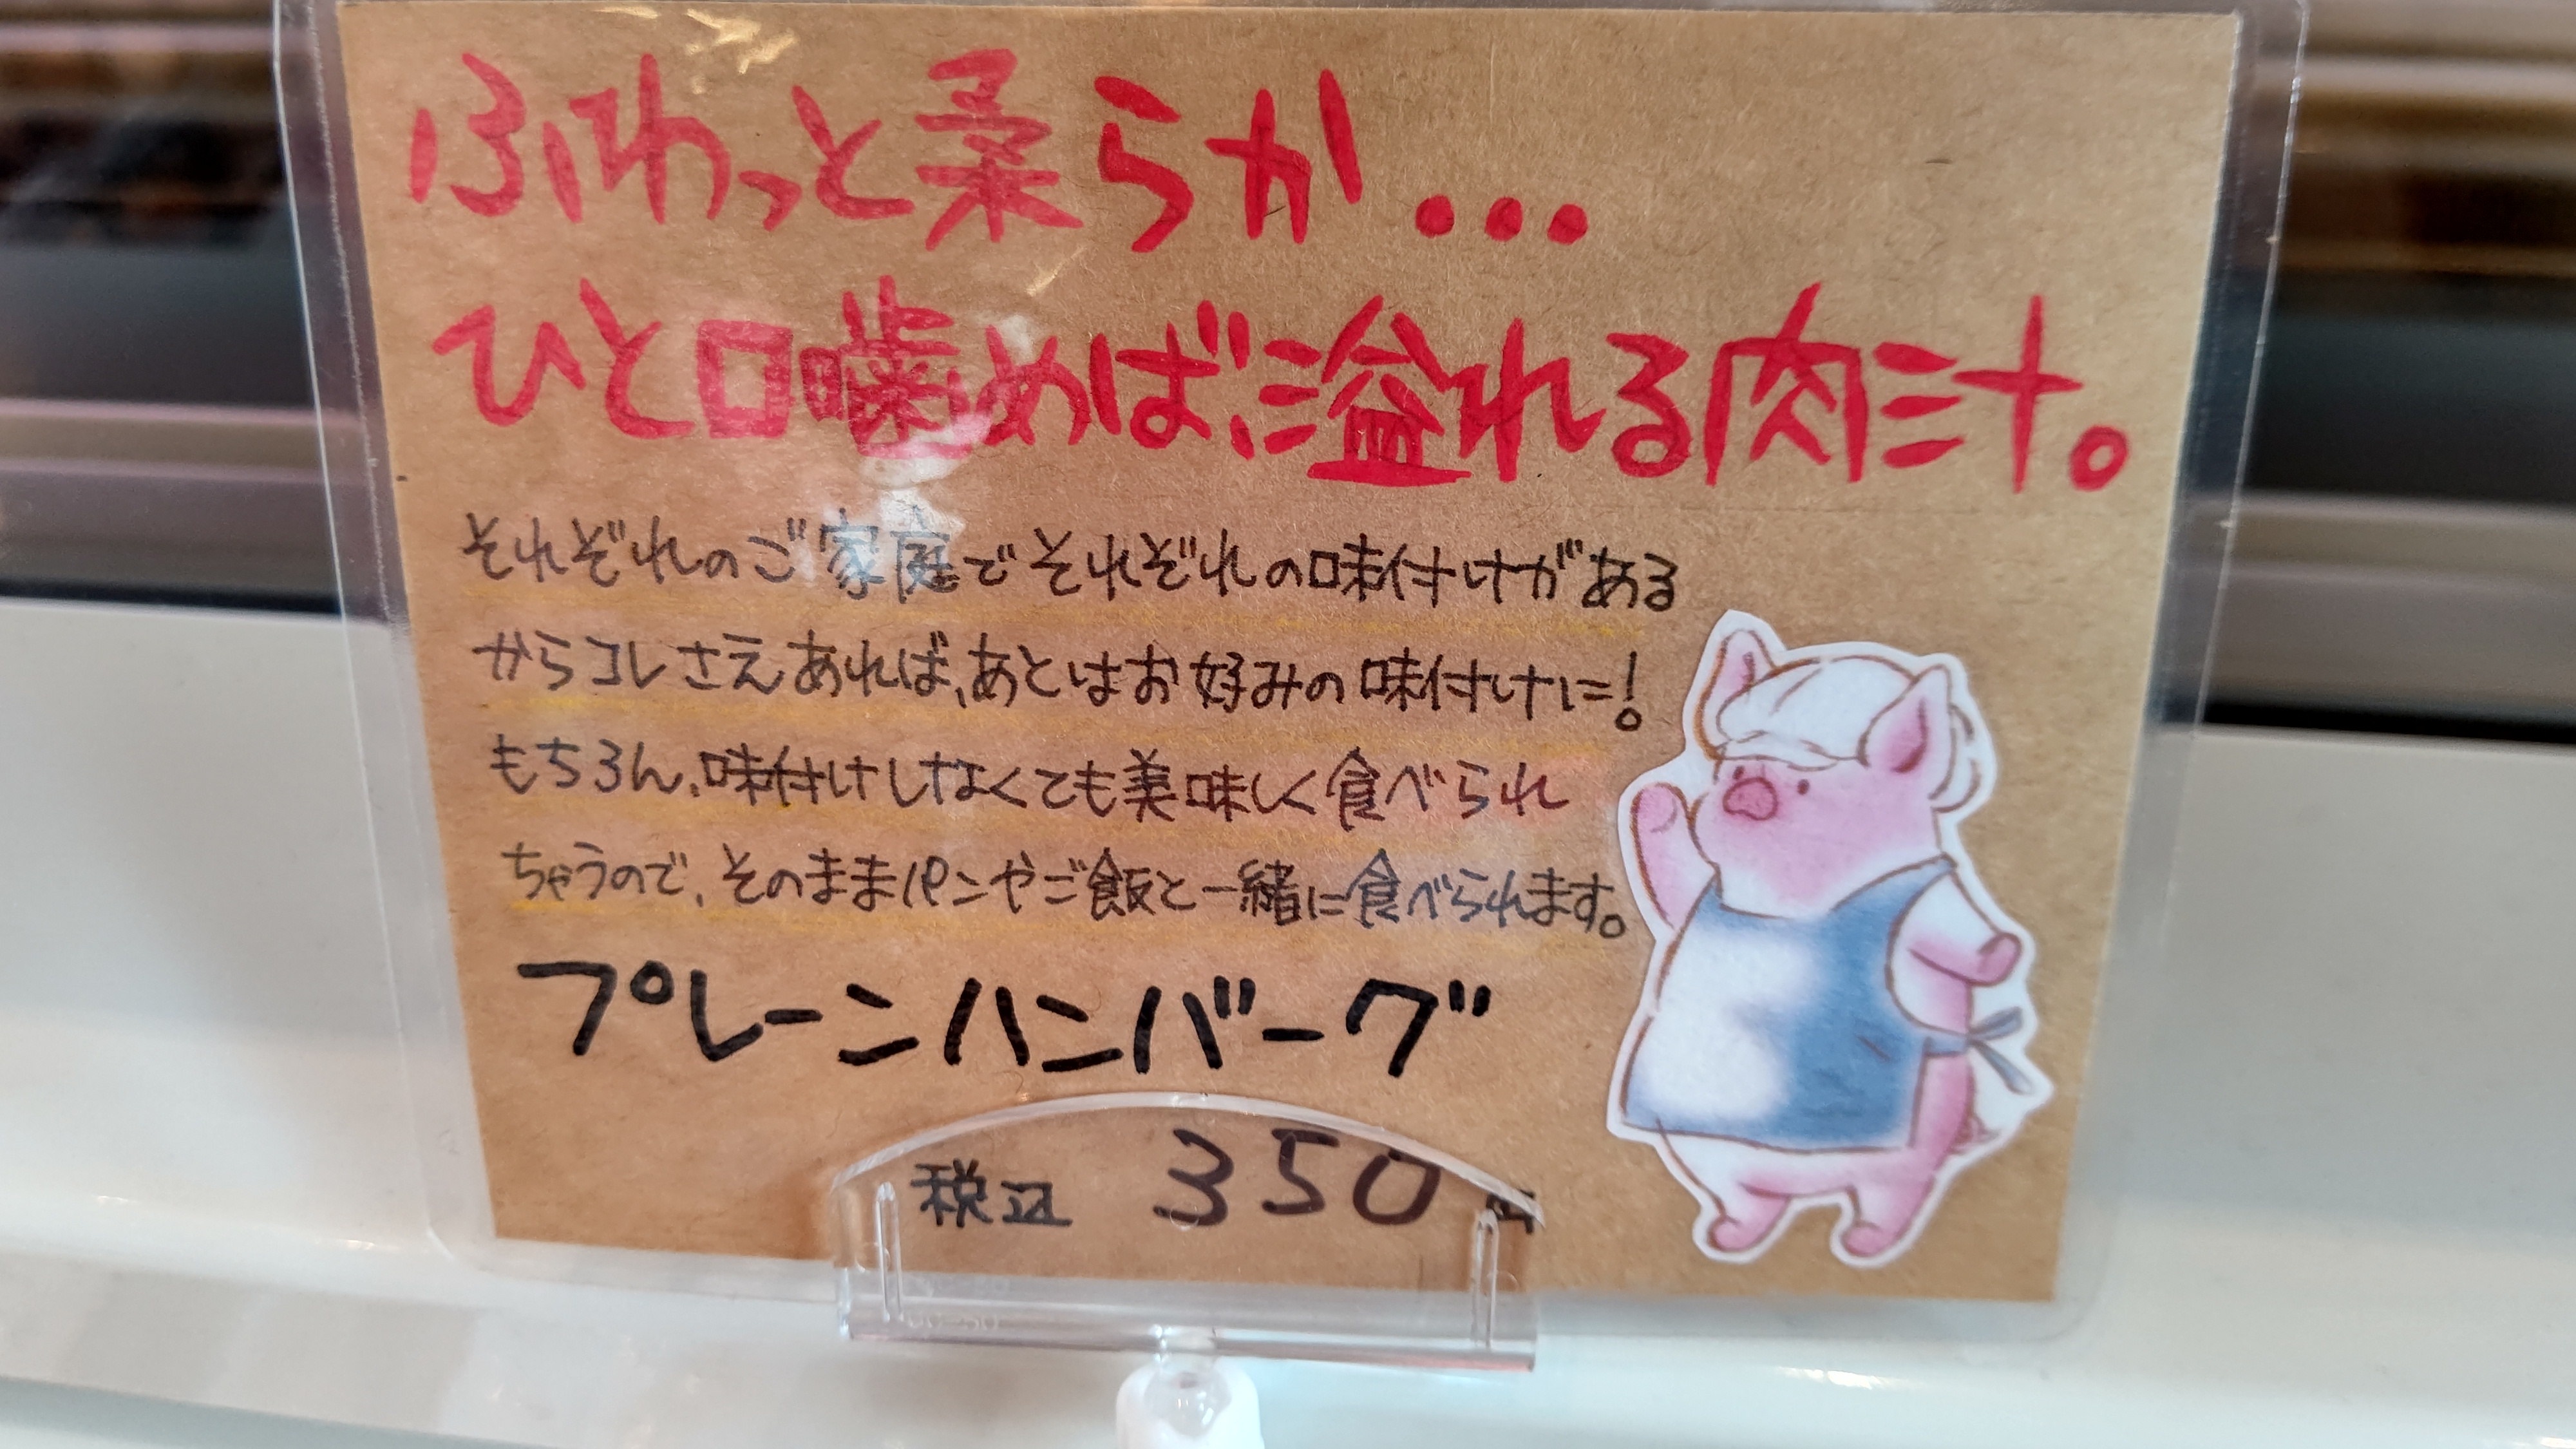 ふわっと柔らか...
ひと口噛めば、溢れる肉汁。
それぞれのご家庭でそれぞれの味付けがある
からコレさえあれば、あとはお好みの味付けに!
もちろん、味付けしなくても美味しく食べられ
ちゃうので、そのままパンやご飯と一緒に食べられます。
プレーンハンバーグ
税込 350円